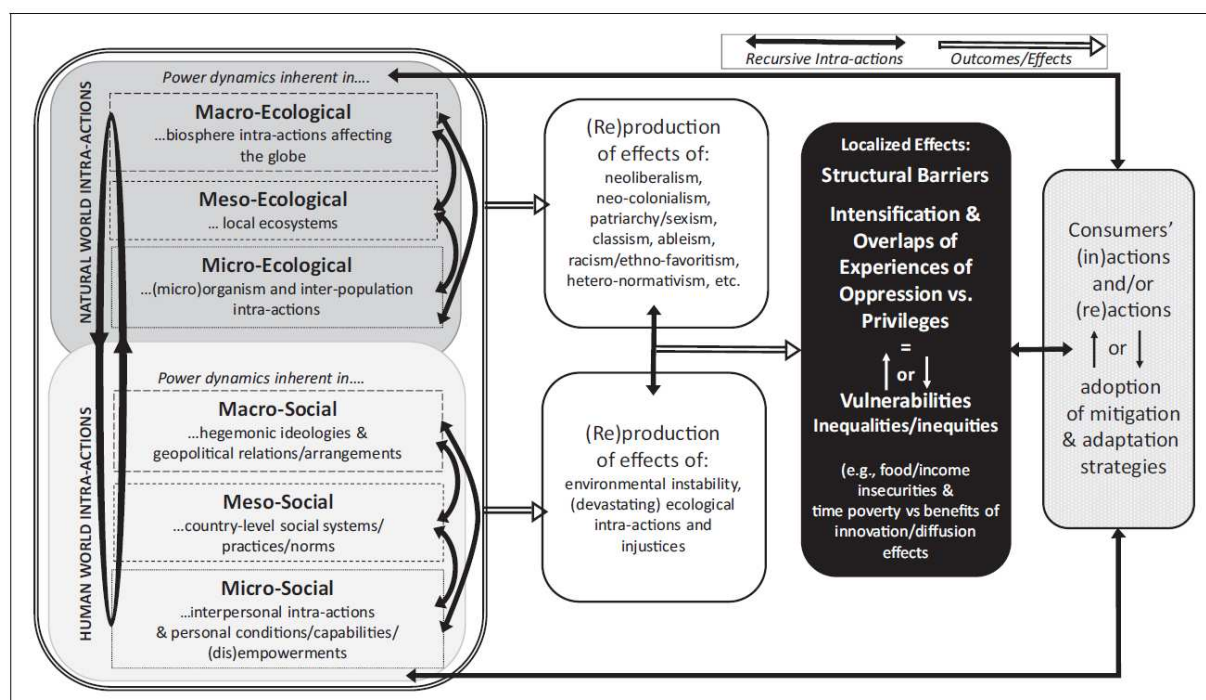 Recursive Intra-actions
Outcomes/Effects
NATURAL WORLD INTRA-ACTIONS
Power dynamics inherent in....
Macro-Ecological
...biosphere intra-actions affecting
the globe
Meso-Ecological
... local ecosystems
Micro-Ecological
...(micro)organism and inter-population
intra-actions
HUMAN WORLD INTRA-ACTIONS
Power dynamics inherent in....
Macro-Social
...hegemonic ideologies &
geopolitical relations/arrangements
Meso-Social
...country-level social systems/
practices/norms
Micro-Social
...interpersonal intra-actions
& personal conditions/capabilities/
(dis)empowerments
(Re)production
of effects of:
neoliberalism,
neo-colonialism,
patriarchy/sexism,
classism, ableism,
racism/ethno-favoritism,
hetero-normativism, etc.
(Re)production
of effects of:
environmental instability,
(devastating) ecological
intra-actions and
injustices
Localized Effects:
Structural Barriers
Intensification &
Overlaps of
Experiences of
Oppression vs.
Privileges
=
or
Vulnerabilities
Inequalities/inequities
(e.g., food/income
insecurities &
time poverty vs benefits of
innovation/diffusion
effects
Consumers’
(in)actions
and/or
(re)actions
or
adoption
of mitigation
& adaptation
strategies